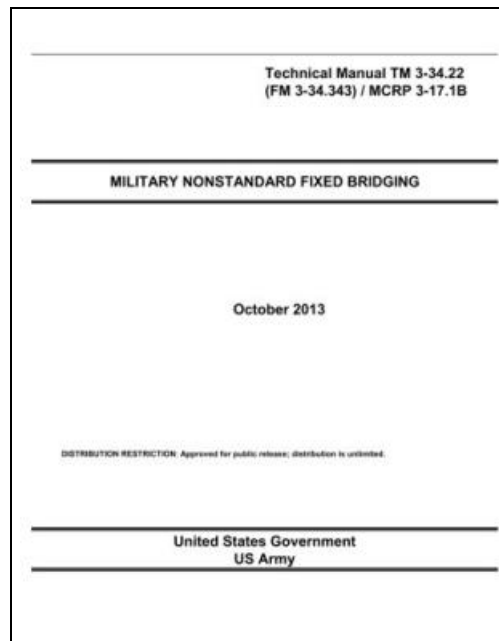 Technical Manual TM 3-34.22
(FM 3-34.343) / MCRP 3-17.1B
MILITARY NONSTANDARD FIXED BRIDGING
October 2013
DISTRIBUTION RESTRICTION: Approved for public release; distribution is unlimited.
United States Government
US Army